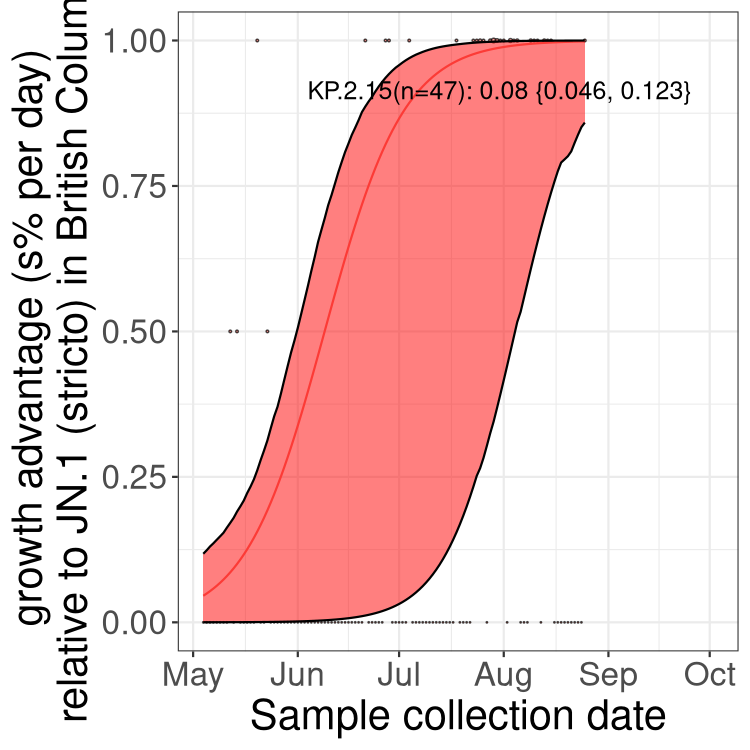 growth advantage (s% per day)
relative to JN.1 (stricto) in British Colum
1.00
0.75
0.50
0.25
0.00
KP.2.15(n=47): 0.08 {0.046, 0.123}
May Jun Jul Aug Sep Oct
Sample collection date